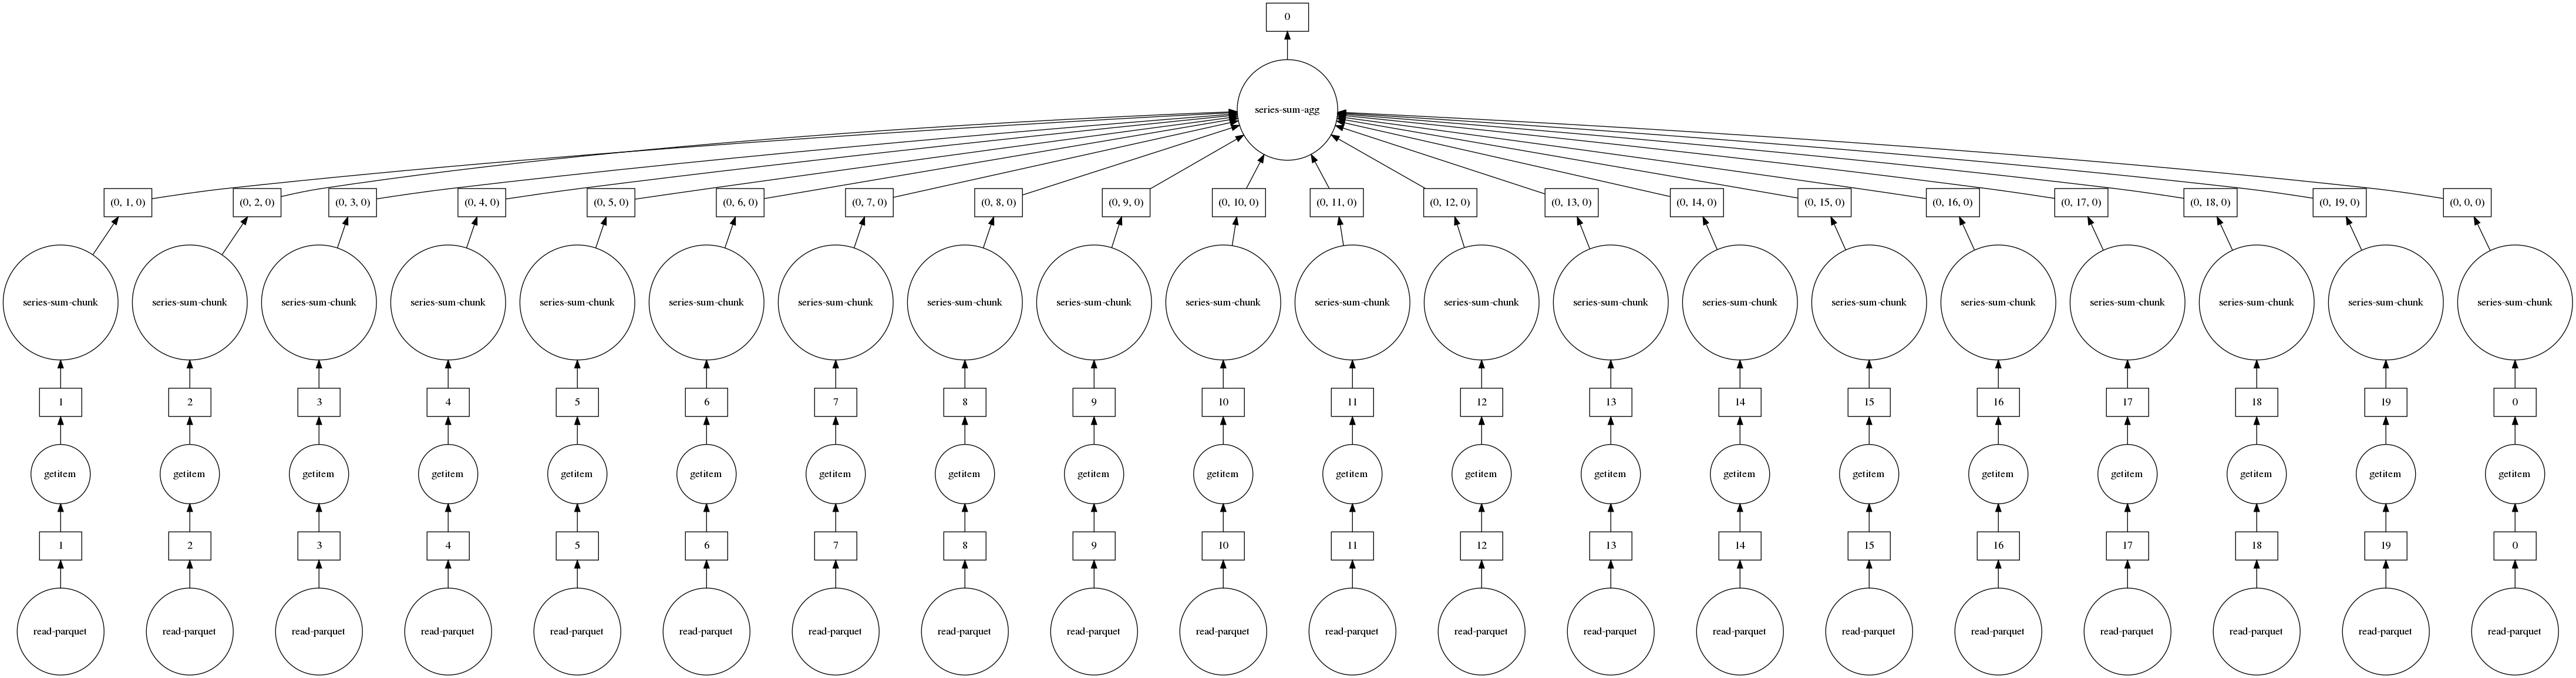 0
series-sum-agg
(0, 1, 0) (0, 2, 0) (0, 3, 0) (0, 4, 0) (0, 5, 0) (0, 6, 0) (0, 7, 0) (0, 8, 0) (0, 9, 0) (0, 10, 0) (0, 11, 0) (0, 12, 0) (0, 13, 0) (0, 14, 0) (0, 15, 0) (0, 16, 0) (0, 17, 0) (0, 18, 0) (0, 19, 0) (0, 0, 0)
series-sum-chunk series-sum-chunk series-sum-chunk series-sum-chunk series-sum-chunk series-sum-chunk series-sum-chunk series-sum-chunk series-sum-chunk series-sum-chunk series-sum-chunk series-sum-chunk series-sum-chunk series-sum-chunk series-sum-chunk series-sum-chunk series-sum-chunk series-sum-chunk series-sum-chunk series-sum-chunk
1 2 3 4 5 6 7 8 9 10 11 12 13 14 15 16 17 18 19 0
getitem getitem getitem getitem getitem getitem getitem getitem getitem getitem getitem getitem getitem getitem getitem getitem getitem getitem getitem getitem
1 2 3 4 5 6 7 8 9 10 11 12 13 14 15 16 17 18 19 0
read-parquet read-parquet read-parquet read-parquet read-parquet read-parquet read-parquet read-parquet read-parquet read-parquet read-parquet read-parquet read-parquet read-parquet read-parquet read-parquet read-parquet read-parquet read-parquet read-parquet